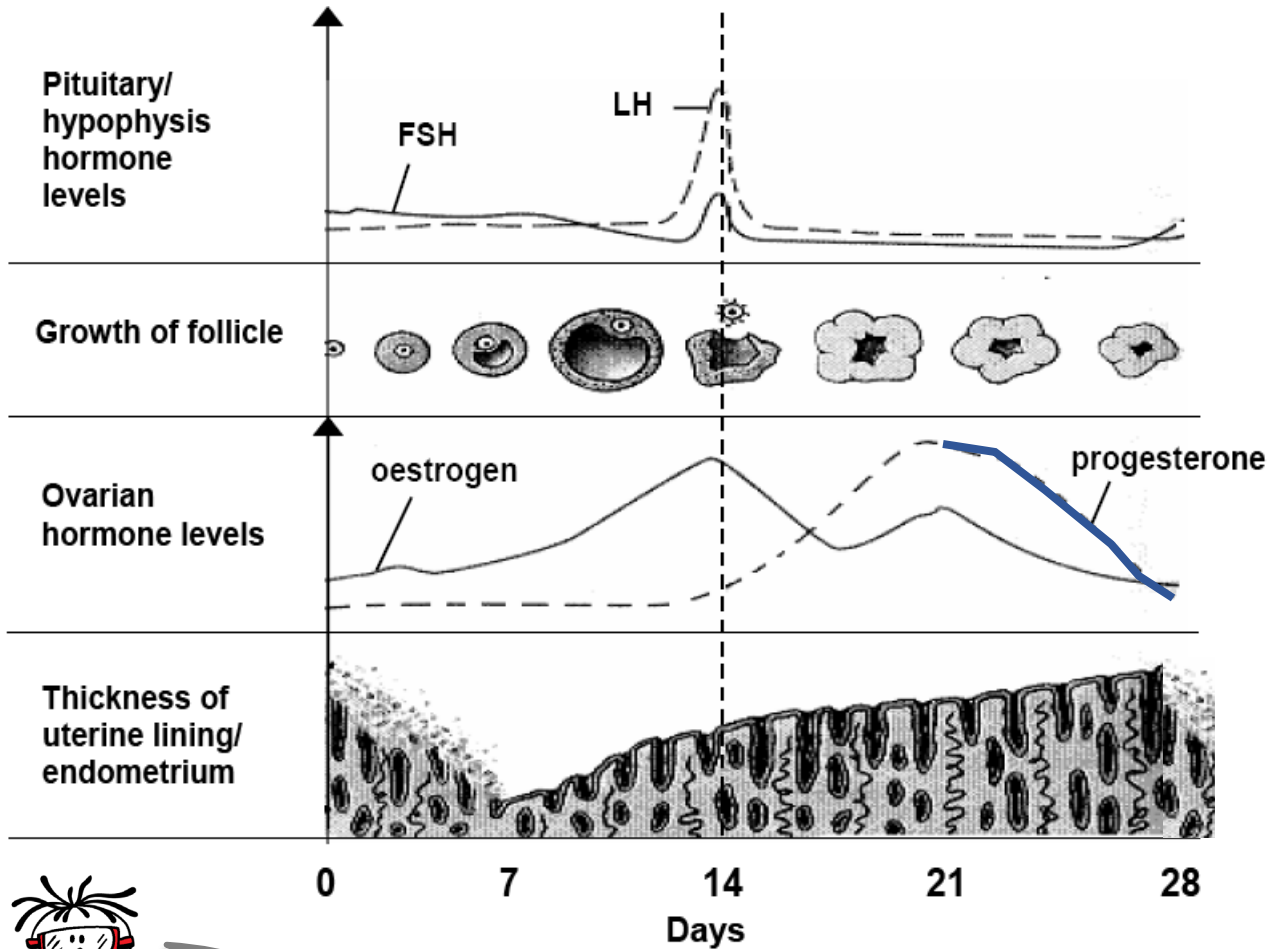 Pituitary/
hypophysis
hormone
levels
FSH
LH
Growth of follicle
Ovarian
hormone levels
oestrogen
progesterone
Thickness of
uterine lining/
endometrium
0 7 14 21 28
Days